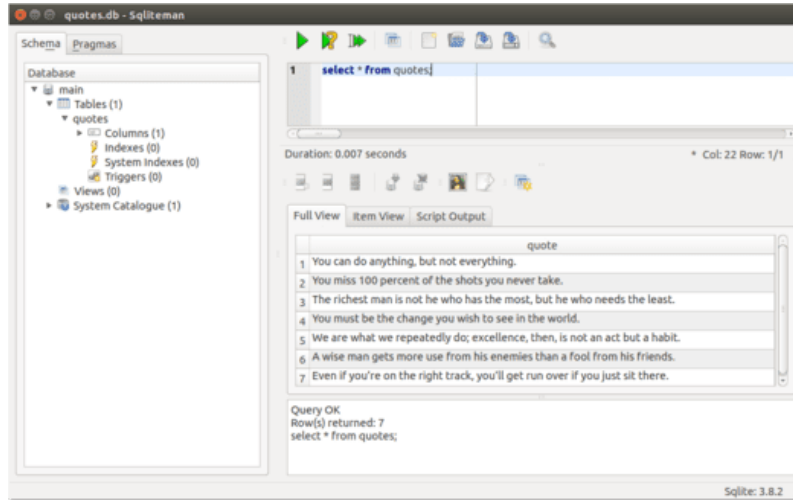 quotes.db - Sqliteman
Schema Pragmas
Database
main
Tables (1)
quotes
Columns (1)
Indexes (0)
System Indexes (0)
Triggers (0)
Views (0)
System Catalogue (1)
1 select * from quotes;
Duration: 0.007 seconds * Col: 22 Row: 1/1
Full View Item View Script Output
quote
1 You can do anything, but not everything.
2 You miss 100 percent of the shots you never take.
3 The richest man is not he who has the most, but he who needs the least.
4 You must be the change you wish to see in the world.
5 We are what we repeatedly do; excellence, then, is not an act but a habit.
6 A wise man gets more use from his enemies than a fool from his friends.
7 Even if you're on the right track, you'll get run over if you just sit there.
Query OK
Row(s) returned: 7
select * from quotes;
Sqlite: 3.8.2